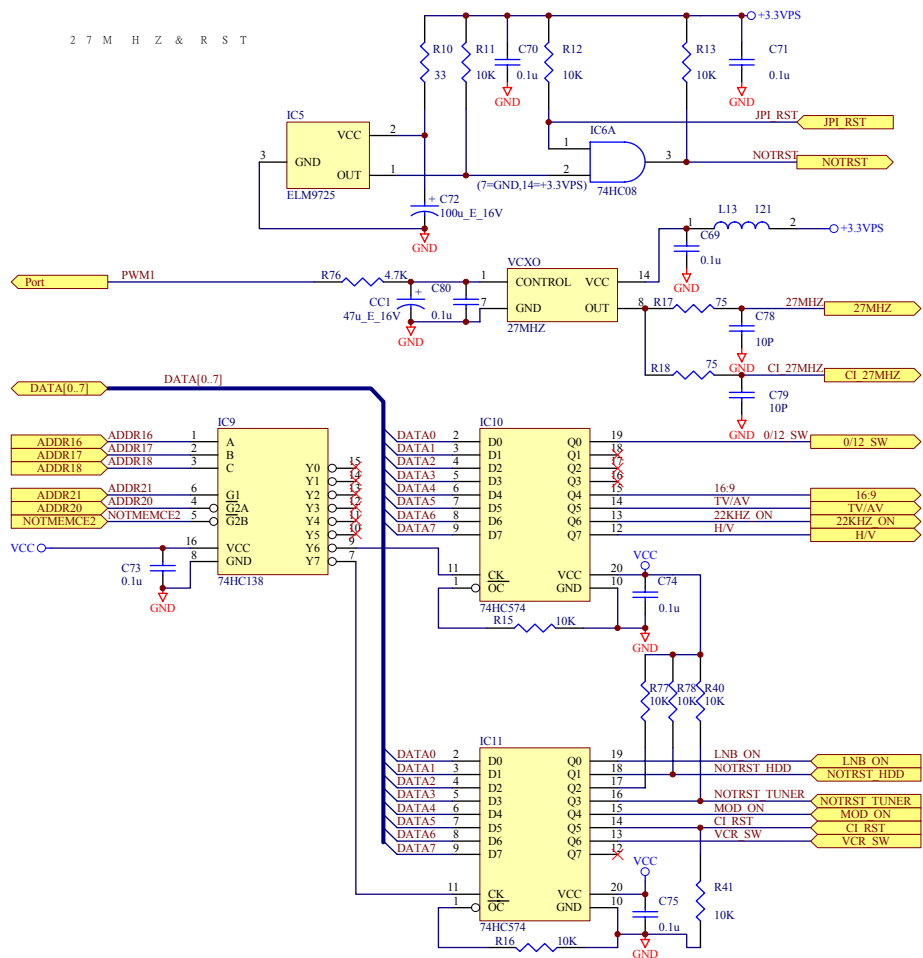 27MHZ&RST
+3.3VPS
R10
33
R11
10K
C70
0.1u
GND
R12
10K
R13
10K
C71
0.1u
GND
JPI_RST
JPI_RST
IC5
VCC
2
3
GND
OUT
1
ELM9725
+
C72
100u_E_16V
GND
IC6A
1
2
3
(7=GND,14=+3.3VPS)
74HC08
NOTRST
NOTRST
L13
121
1
2
+3.3VPS
C69
0.1u
GND
Port
PWM1
R76
4.7K
CC1
+
47u_E_16V
GND
C80
0.1u
VCXO
1
CONTROL
VCC
14
7
GND
OUT
8
27MHZ
R17
75
27MHZ
27MHZ
C78
10P
GND
R18
75
CI_27MHZ
CI_27MHZ
C79
10P
GND
DATA[0..7]
DATA[0..7]
IC9
ADDR16
ADDR16
1
A
ADDR17
ADDR17
2
B
ADDR18
ADDR18
3
C
ADDR21
ADDR21
6
G1
ADDR20
ADDR20
4
G2A
NOTMEMCE2
NOTMEMCE2
5
G2B
VCC
16
VCC
8
GND
Y0
15
Y1
14
Y2
13
Y3
12
Y4
11
Y5
10
Y6
9
Y7
7
74HC138
C73
0.1u
GND
IC10
DATA0
2
D0
Q0
19
0/12_SW
0/12_SW
DATA1
3
D1
Q1
18
DATA2
4
D2
Q2
17
DATA3
5
D3
Q3
16
DATA4
6
D4
Q4
15
16:9
16:9
DATA5
7
D5
Q5
14
TV/AV
TV/AV
DATA6
8
D6
Q6
13
22KHZ_ON
22KHZ_ON
DATA7
9
D7
Q7
12
H/V
H/V
11
CK
VCC
20
1
OC
GND
10
74HC574
R15
10K
VCC
C74
0.1u
GND
R77
10K
R78
10K
R40
10K
IC11
DATA0
2
D0
Q0
19
LNB_ON
LNB_ON
DATA1
3
D1
Q1
18
NOTRST_HDD
NOTRST_HDD
DATA2
4
D2
Q2
17
DATA3
5
D3
Q3
16
NOTRST_TUNER
NOTRST_TUNER
DATA4
6
D4
Q4
15
MOD_ON
MOD_ON
DATA5
7
D5
Q5
14
CI_RST
CI_RST
DATA6
8
D6
Q6
13
VCR_SW
VCR_SW
DATA7
9
D7
Q7
12
11
CK
VCC
20
1
OC
GND
10
74HC574
R16
10K
VCC
C75
0.1u
GND
R41
10K